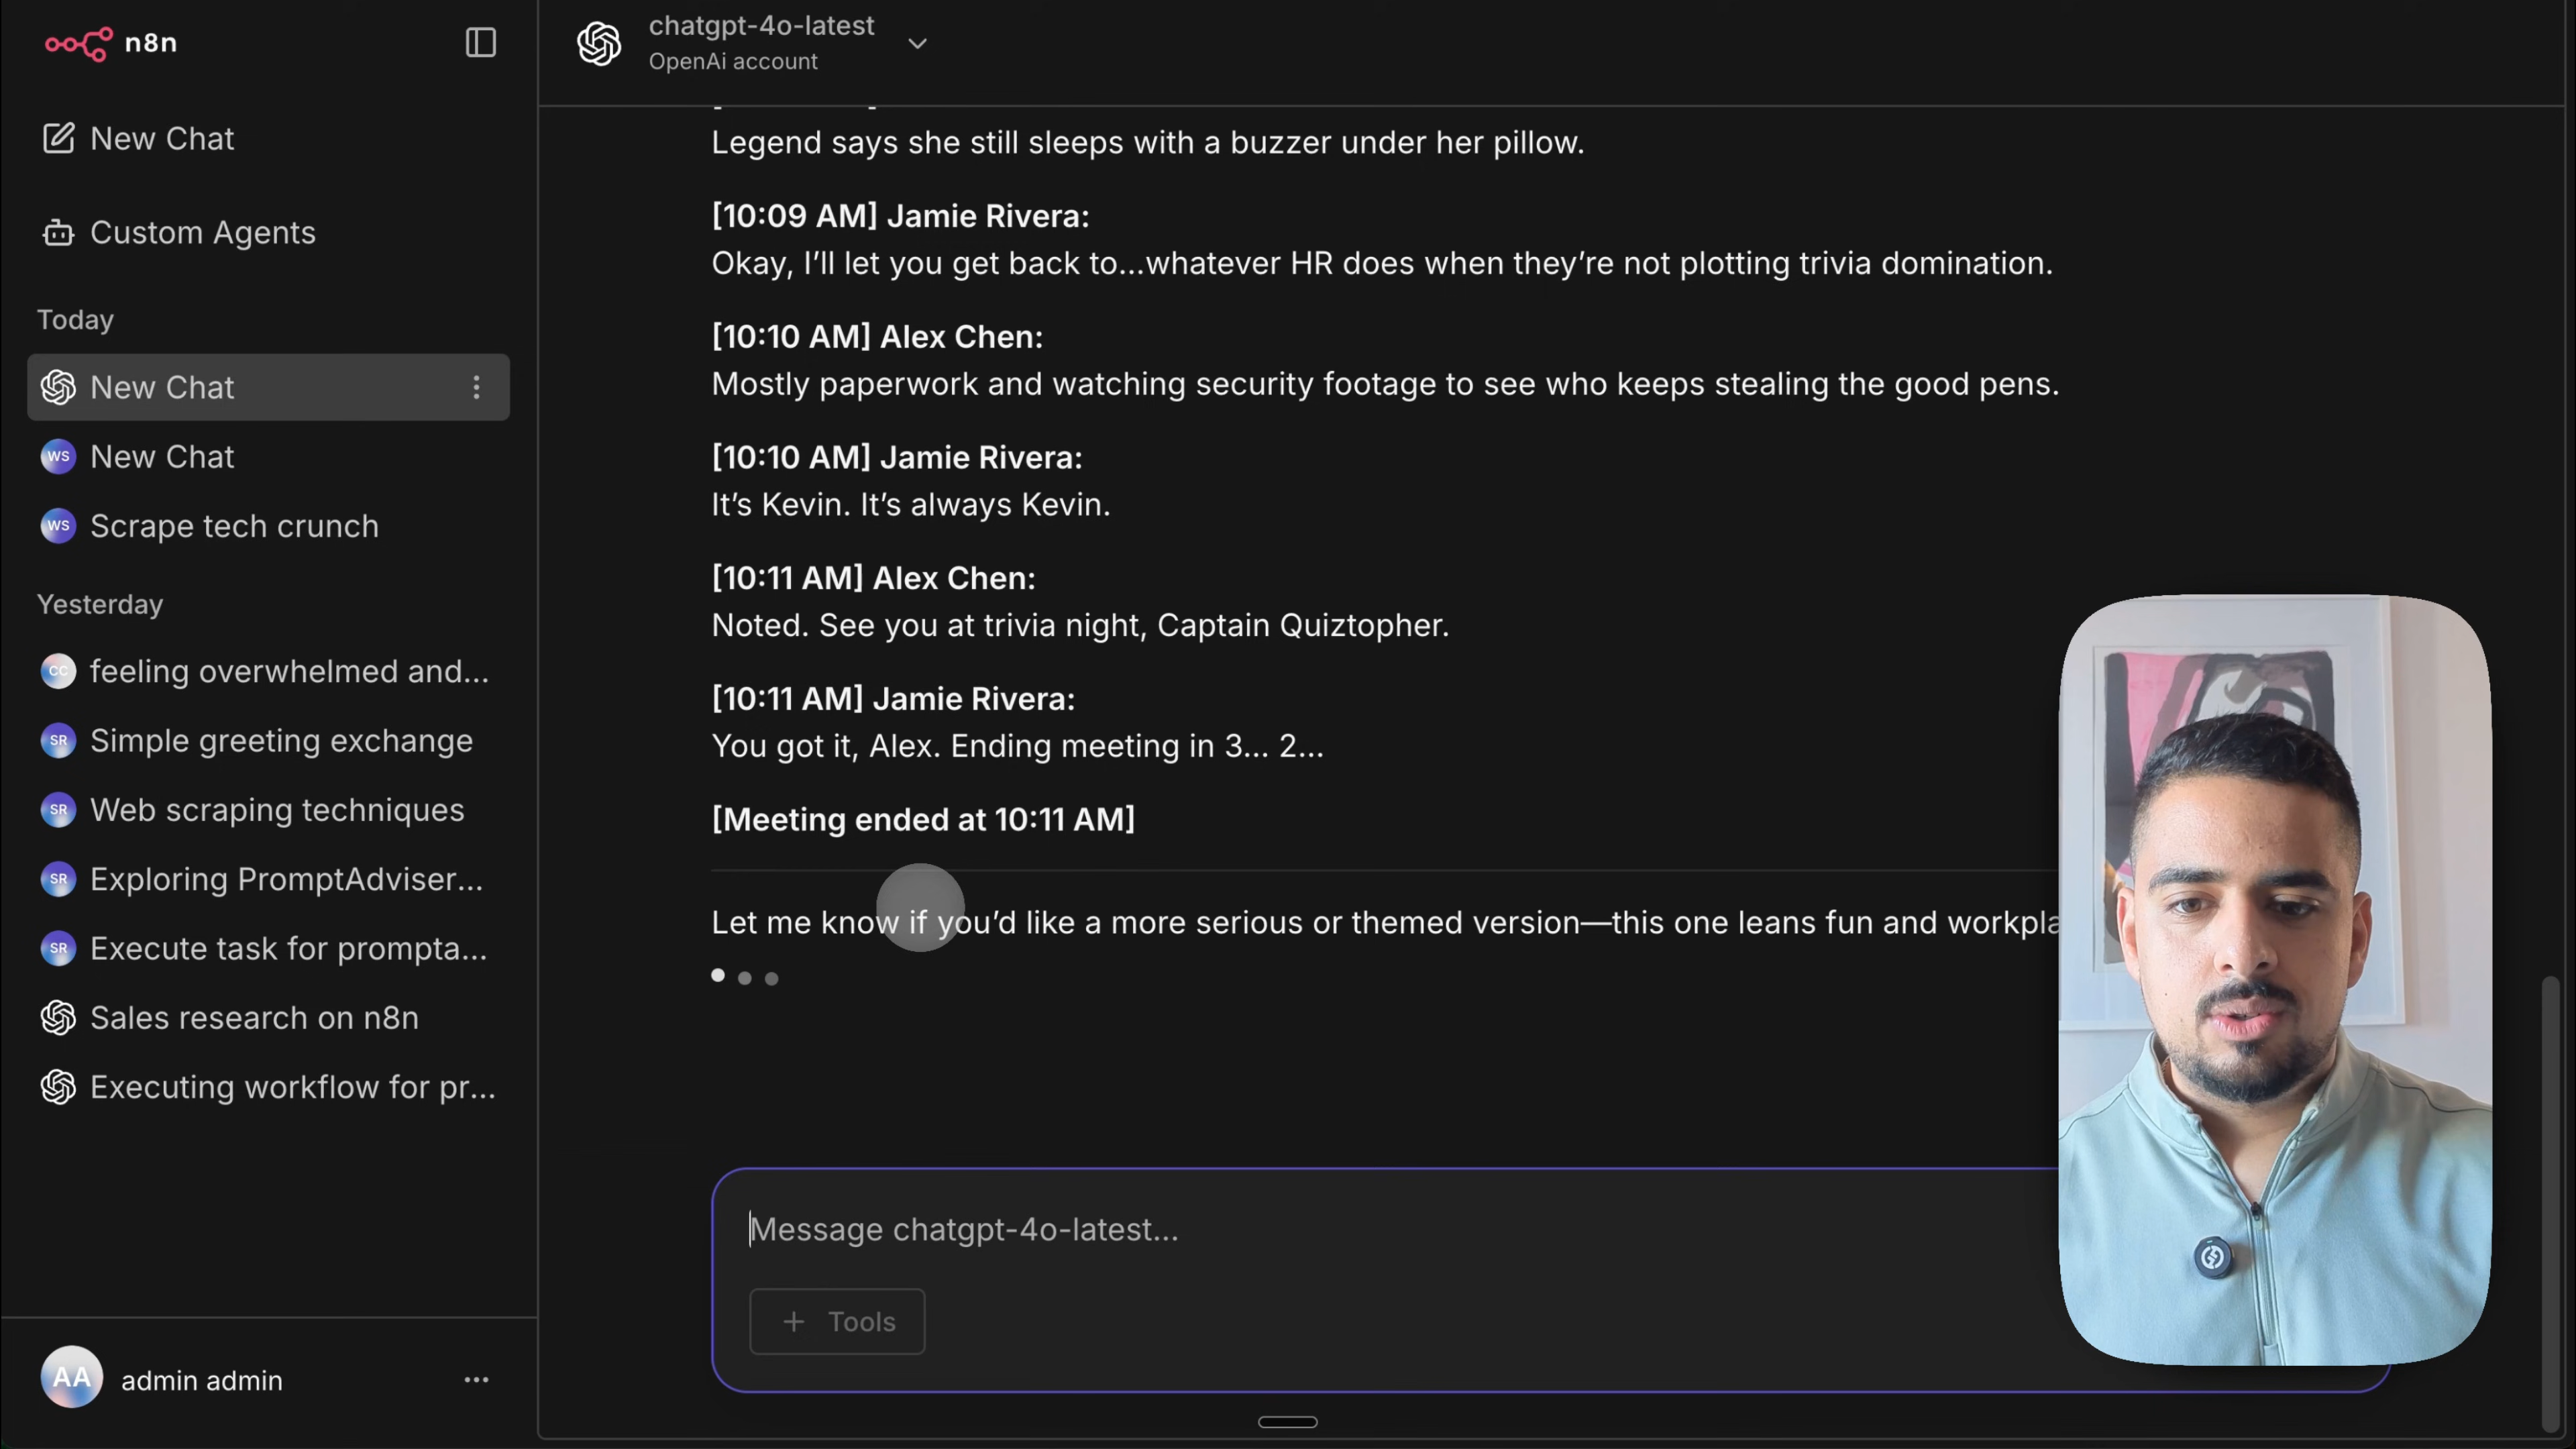 n8n
New Chat
Custom Agents
Today
New Chat
WS New Chat
WS Scrape tech crunch
Yesterday
CC feeling overwhelmed and...
SR Simple greeting exchange
SR Web scraping techniques
SR Exploring PromptAdviser...
SR Execute task for prompta...
Sales research on n8n
Executing workflow for pr...
AA admin admin
chatgpt-4o-latest
OpenAi account
Legend says she still sleeps with a buzzer under her pillow.
[10:09 AM] Jamie Rivera:
Okay, I’ll let you get back to...whatever HR does when they’re not plotting trivia domination.
[10:10 AM] Alex Chen:
Mostly paperwork and watching security footage to see who keeps stealing the good pens.
[10:10 AM] Jamie Rivera:
It’s Kevin. It’s always Kevin.
[10:11 AM] Alex Chen:
Noted. See you at trivia night, Captain Quiztopher.
[10:11 AM] Jamie Rivera:
You got it, Alex. Ending meeting in 3... 2...
[Meeting ended at 10:11 AM]
Let me know if you’d like a more serious or themed version—this one leans fun and workpla
Message chatgpt-4o-latest...
+ Tools